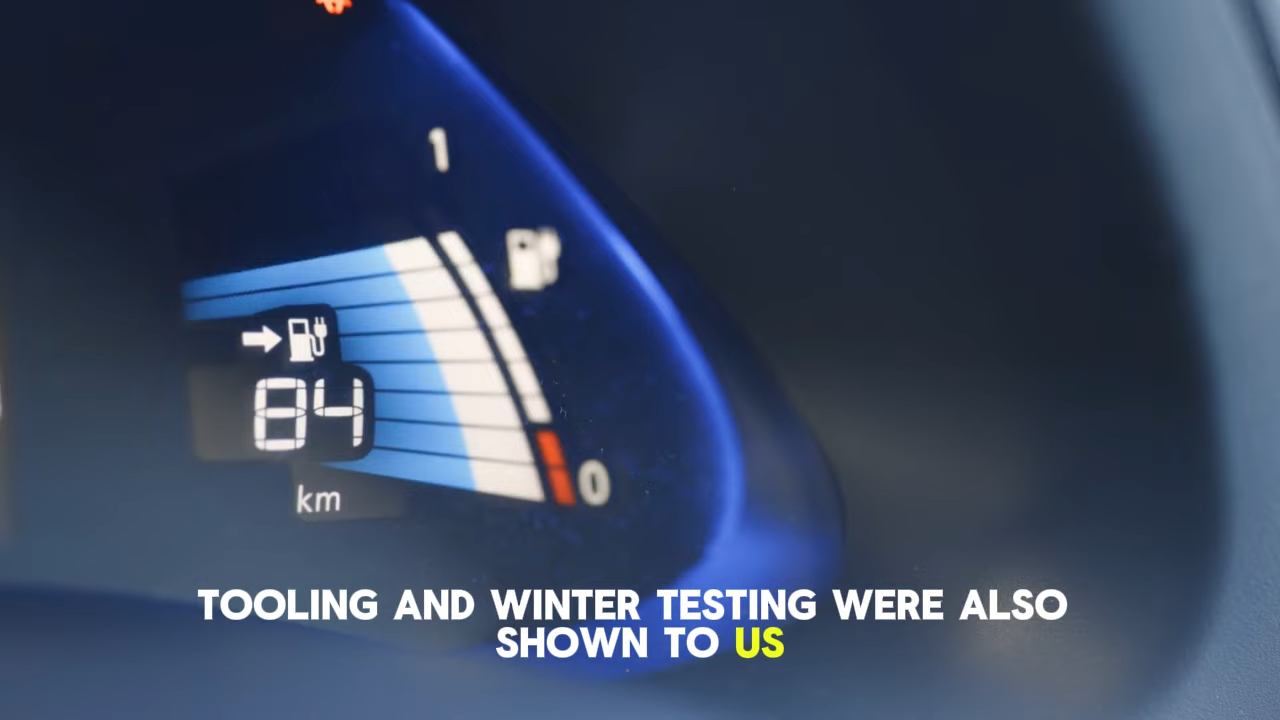 1
84
km
0
TOOLING AND WINTER TESTING WERE ALSO
SHOWN TO US